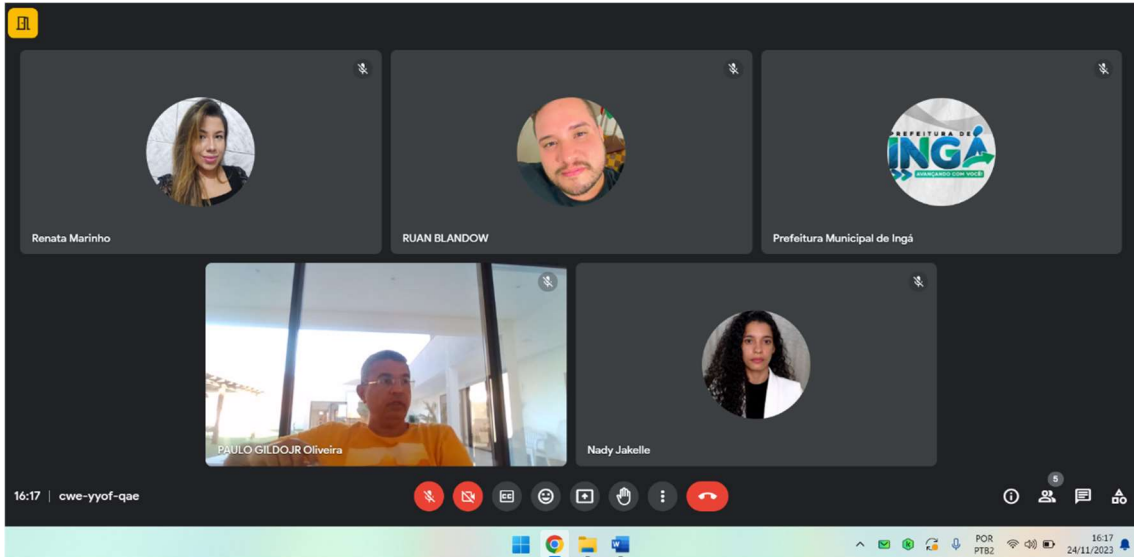 PREFEITURA DE
INGÁ
AVANÇANDO COM VOCÊ!
Renata Marinho
RUAN BLANDOW
Prefeitura Municipal de Ingá
PAULO GILDOJR Oliveira
Nady Jakelle
16:17 | cwe-yyof-qae
CC
5
POR
PTB2
16:17
24/11/2023